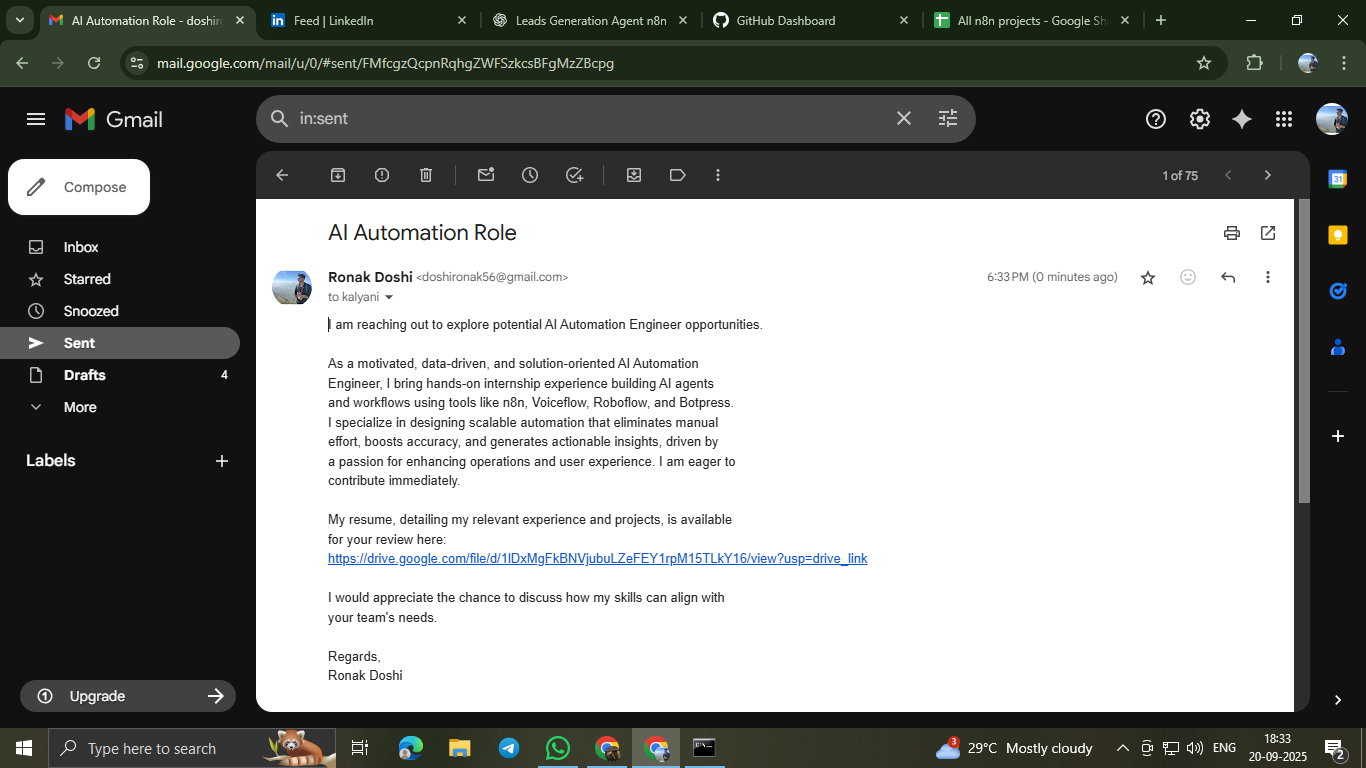 AI Automation Role - doshiro
Feed | LinkedIn
Leads Generation Agent n8n
GitHub Dashboard
All n8n projects - Google Sh
mail.google.com/mail/u/0/#sent/FMfcgzQcpnRqhgZWFSzkcsBFgMzZBcpg
Gmail
in:sent
Compose
1 of 75
Inbox
Starred
Snoozed
Sent
Drafts 4
More
Labels
AI Automation Role
Ronak Doshi <doshironak56@gmail.com>
6:33 PM (0 minutes ago)
to kalyani
I am reaching out to explore potential AI Automation Engineer opportunities.
As a motivated, data-driven, and solution-oriented AI Automation
Engineer, I bring hands-on internship experience building AI agents
and workflows using tools like n8n, Voiceflow, Roboflow, and Botpress.
I specialize in designing scalable automation that eliminates manual
effort, boosts accuracy, and generates actionable insights, driven by
a passion for enhancing operations and user experience. I am eager to
contribute immediately.
My resume, detailing my relevant experience and projects, is available
for your review here:
https://drive.google.com/file/d/1IDxMgFkBNVjubuLZeFEY1rpM15TLkY16/view?usp=drive_link
I would appreciate the chance to discuss how my skills can align with
your team's needs.
Regards,
Ronak Doshi
31
1 Upgrade
Type here to search
3
29°C Mostly cloudy
ENG
18:33
20-09-2025
2